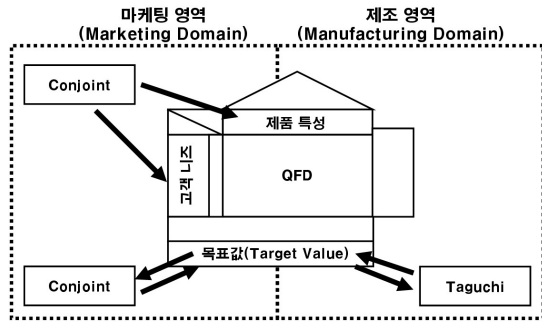 마케팅 영역
(Marketing Domain)
제조 영역
(Manufacturing Domain)
Conjoint
제품 특성
고객 니즈
QFD
목표값(Target Value)
Conjoint
Taguchi